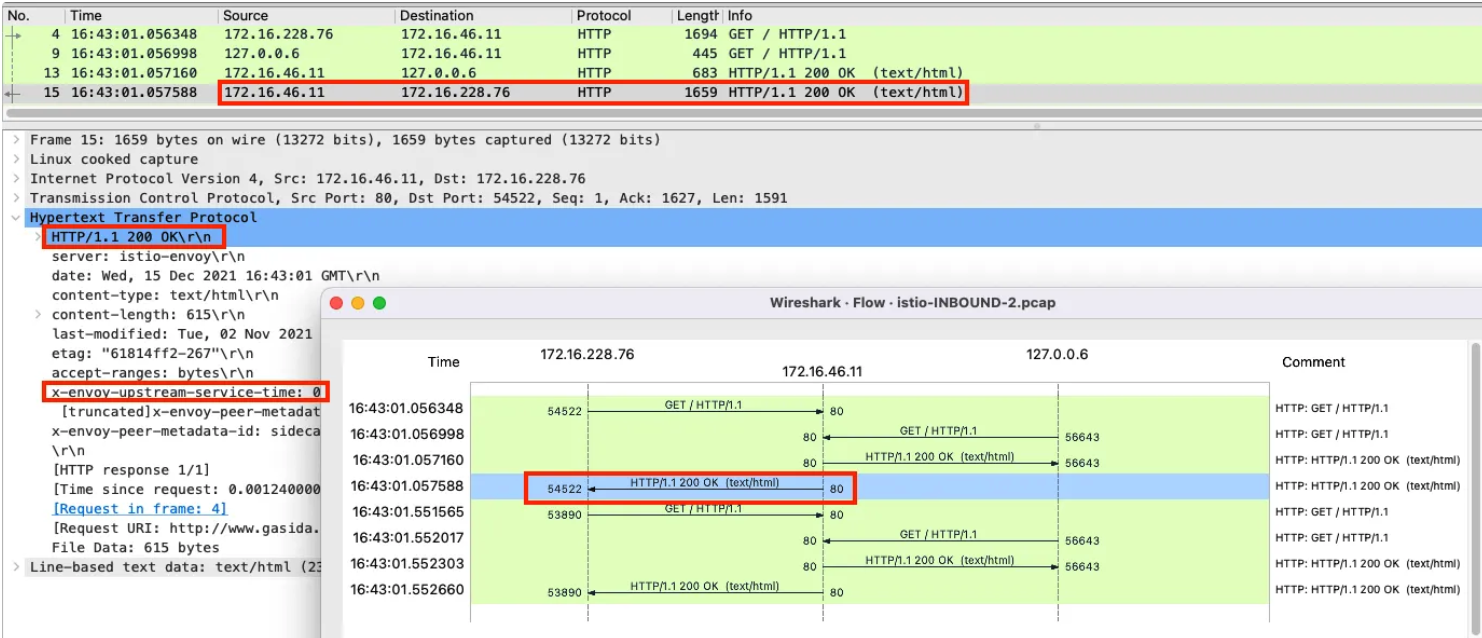 No. Time Source Destination Protocol Length Info
4 16:43:01.056348 172.16.228.76 172.16.46.11 HTTP 1694 GET / HTTP/1.1
9 16:43:01.056998 127.0.0.6 172.16.46.11 HTTP 445 GET / HTTP/1.1
13 16:43:01.057160 172.16.46.11 127.0.0.6 HTTP 683 HTTP/1.1 200 OK (text/html)
15 16:43:01.057588 172.16.46.11 172.16.228.76 HTTP 1659 HTTP/1.1 200 OK (text/html)
Frame 15: 1659 bytes on wire (13272 bits), 1659 bytes captured (13272 bits)
Linux cooked capture
Internet Protocol Version 4, Src: 172.16.46.11, Dst: 172.16.228.76
Transmission Control Protocol, Src Port: 80, Dst Port: 54522, Seq: 1, Ack: 1627, Len: 1591
Hypertext Transfer Protocol
HTTP/1.1 200 OK\r\n
server: istio-envoy\r\n
date: Wed, 15 Dec 2021 16:43:01 GMT\r\n
content-type: text/html\r\n
content-length: 615\r\n
last-modified: Tue, 02 Nov 2021
etag: "61814ff2-267"\r\n
accept-ranges: bytes\r\n
x-envoy-upstream-service-time: 0
[truncated]x-envoy-peer-metadat
x-envoy-peer-metadata-id: sideca
\r\n
[HTTP response 1/1]
[Time since request: 0.001240000
[Request in frame: 4]
[Request URI: http://www.gasida.
File Data: 615 bytes
Line-based text data: text/html (23
Wireshark · Flow · istio-INBOUND-2.pcap
Time 172.16.228.76 172.16.46.11 127.0.0.6 Comment
16:43:01.056348 54522 GET / HTTP/1.1 80 HTTP: GET / HTTP/1.1
16:43:01.056998 80 GET / HTTP/1.1 56643 HTTP: GET / HTTP/1.1
16:43:01.057160 80 HTTP/1.1 200 OK (text/html) 56643 HTTP: HTTP/1.1 200 OK (text/html)
16:43:01.057588 54522 HTTP/1.1 200 OK (text/html) 80 HTTP: HTTP/1.1 200 OK (text/html)
16:43:01.551565 53890 GET / HTTP/1.1 80 HTTP: GET / HTTP/1.1
16:43:01.552017 80 GET / HTTP/1.1 56643 HTTP: GET / HTTP/1.1
16:43:01.552303 80 HTTP/1.1 200 OK (text/html) 56643 HTTP: HTTP/1.1 200 OK (text/html)
16:43:01.552660 53890 HTTP/1.1 200 OK (text/html) 80 HTTP: HTTP/1.1 200 OK (text/html)